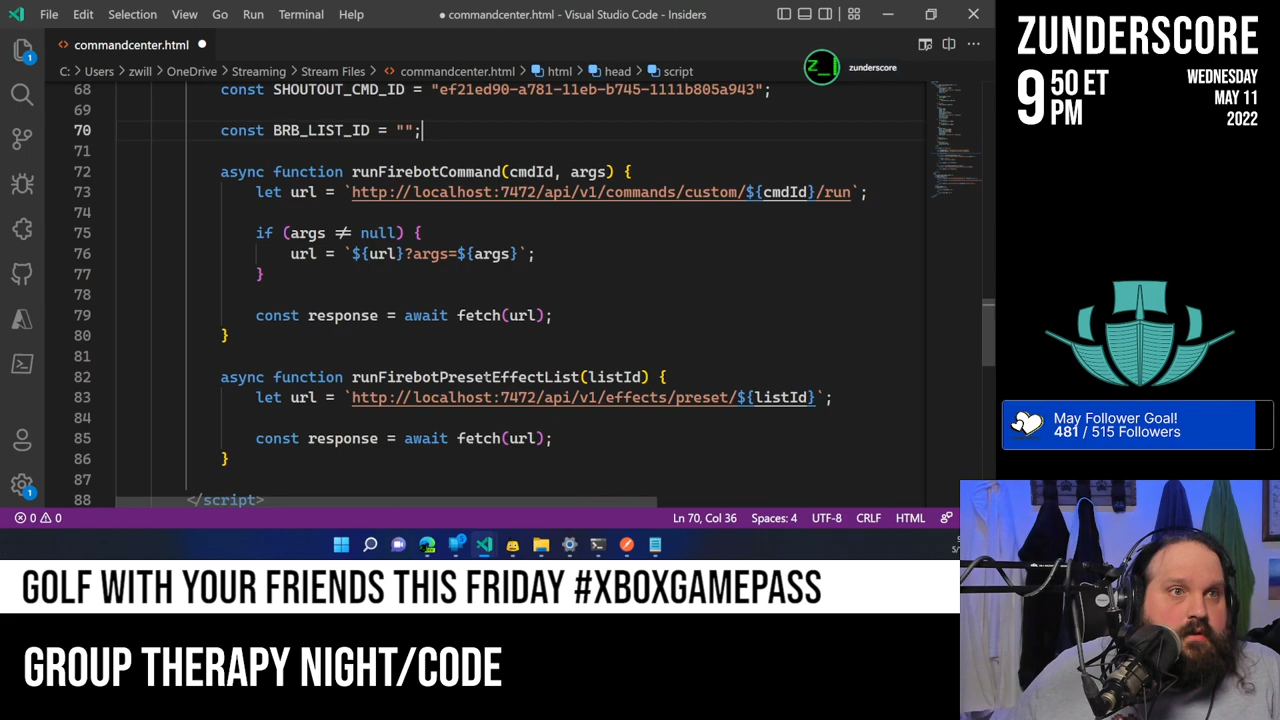 File Edit Selection View Go Run Terminal Help
● commandcenter.html - Visual Studio Code - Insiders
commandcenter.html ●
C: > Users > zwill > OneDrive > Streaming > Stream Files > commandcenter.html > html > head > script
z_|
zunderscore
68 const SHOUTOUT_CMD_ID = "ef21ed90-a781-11eb-b745-1111b805a943";
69
70 const BRB_LIST_ID = "";
71
72 async function runFirebotCommand(cmdId, args) {
73 let url = `http://localhost:7472/api/v1/commands/custom/${cmdId}/run`;
74
75 if (args ≠ null) {
76 url = `${url}?args=${args}`;
77 }
78
79 const response = await fetch(url);
80 }
81
82 async function runFirebotPresetEffectList(listId) {
83 let url = `http://localhost:7472/api/v1/effects/preset/${listId}`;
84
85 const response = await fetch(url);
86 }
87
88 </script>
1
1
0 0
Ln 70, Col 36 Spaces: 4 UTF-8 CRLF HTML
ZUNDERSCORE
9 50 ET PM
WEDNESDAY
MAY 11
2022
May Follower Goal!
481 / 515 Followers
GOLF WITH YOUR FRIENDS THIS FRIDAY #XBOXGAMEPASS
GROUP THERAPY NIGHT/CODE